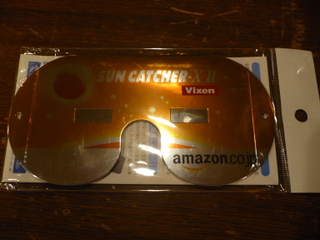 SUN CATCHER-X II
Vixen
amazon.co.jp